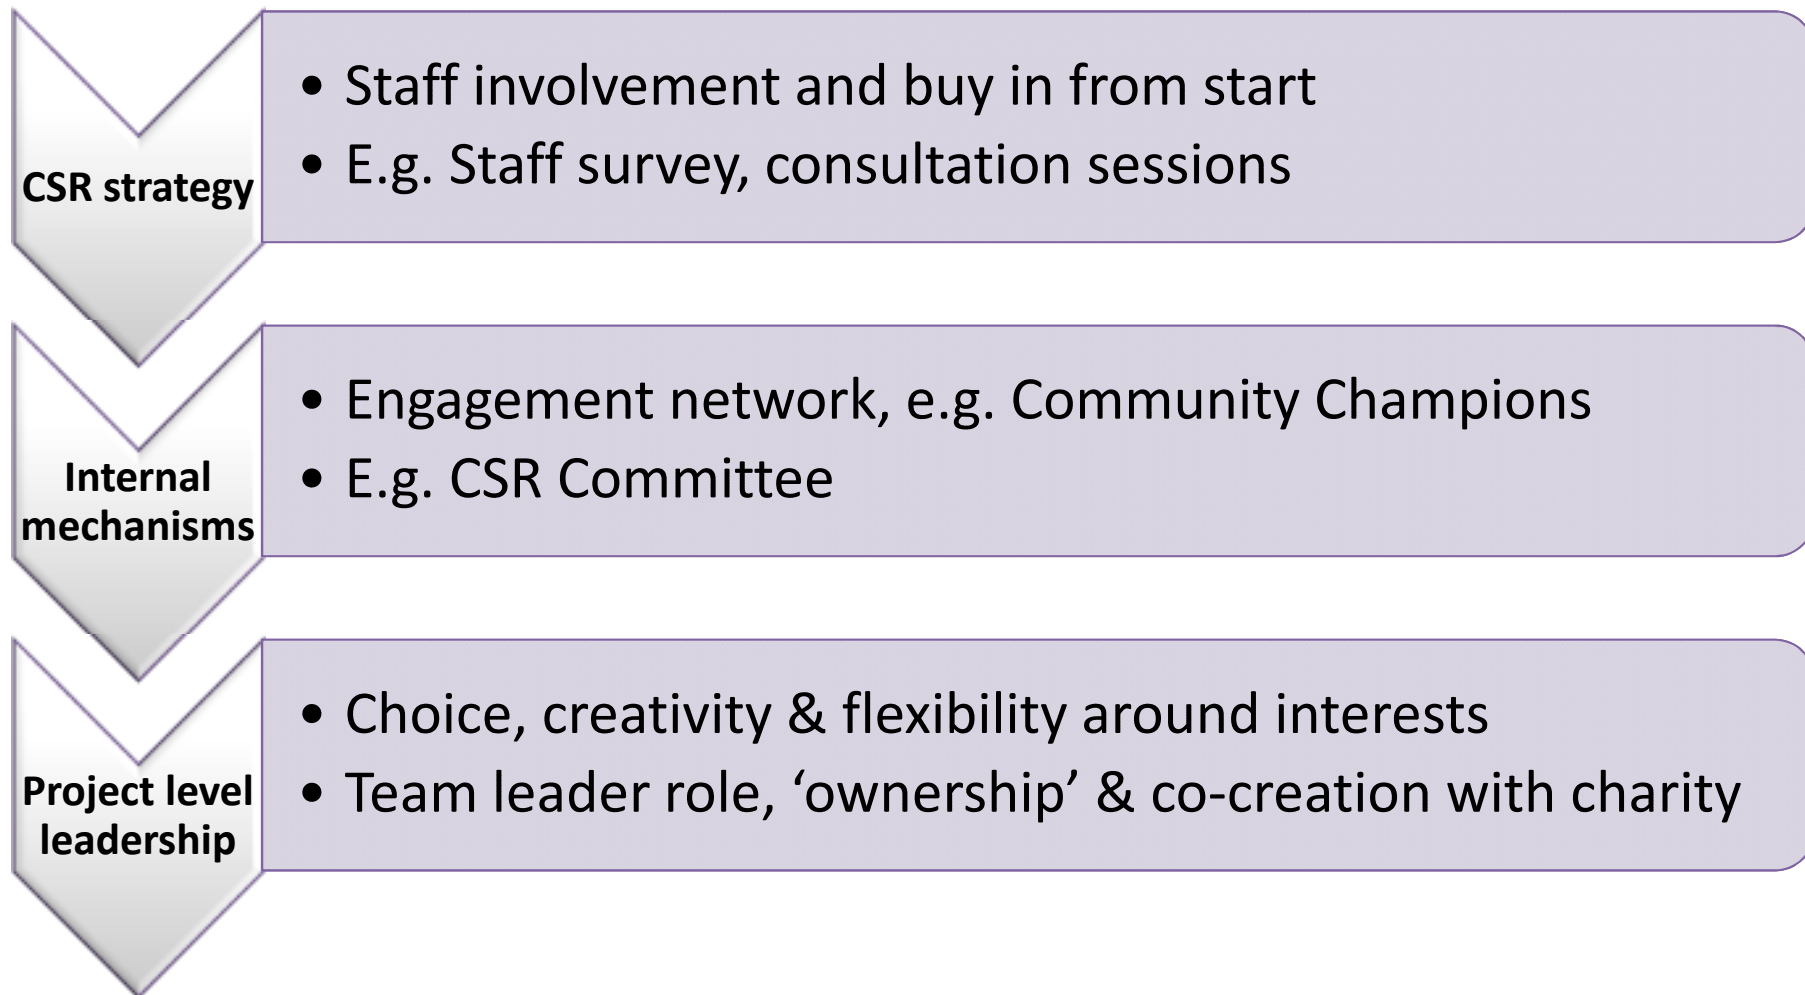 CSR strategy
• Staff involvement and buy in from start
• E.g. Staff survey, consultation sessions
Internal
mechanisms
• Engagement network, e.g. Community Champions
• E.g. CSR Committee
Project level
leadership
• Choice, creativity & flexibility around interests
• Team leader role, ‘ownership’ & co-creation with charity